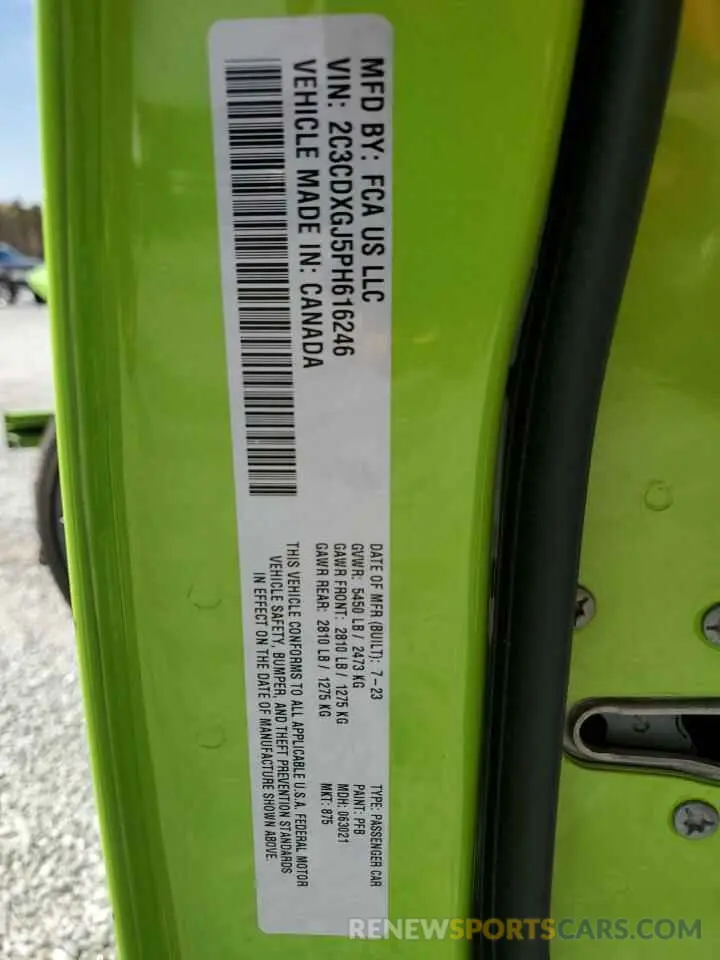 MFD BY: FCA US LLC
VIN: 2C3CDXGJ5PH616246
VEHICLE MADE IN: CANADA
DATE OF MFR (BUILT): 7-23
GVWR: 5450 LB / 2473 KG
GAWR FRONT: 2810 LB / 1275 KG
GAWR REAR: 2810 LB / 1275 KG
THIS VEHICLE CONFORMS TO ALL APPLICABLE U.S.A. FEDERAL MOTOR
VEHICLE SAFETY, BUMPER, AND THEFT PREVENTION STANDARDS
IN EFFECT ON THE DATE OF MANUFACTURE SHOWN ABOVE.
TYPE: PASSENGER CAR
PAINT: PFB
MDH: 063021
MKT: 875
RENEWSPORTSCARS.COM